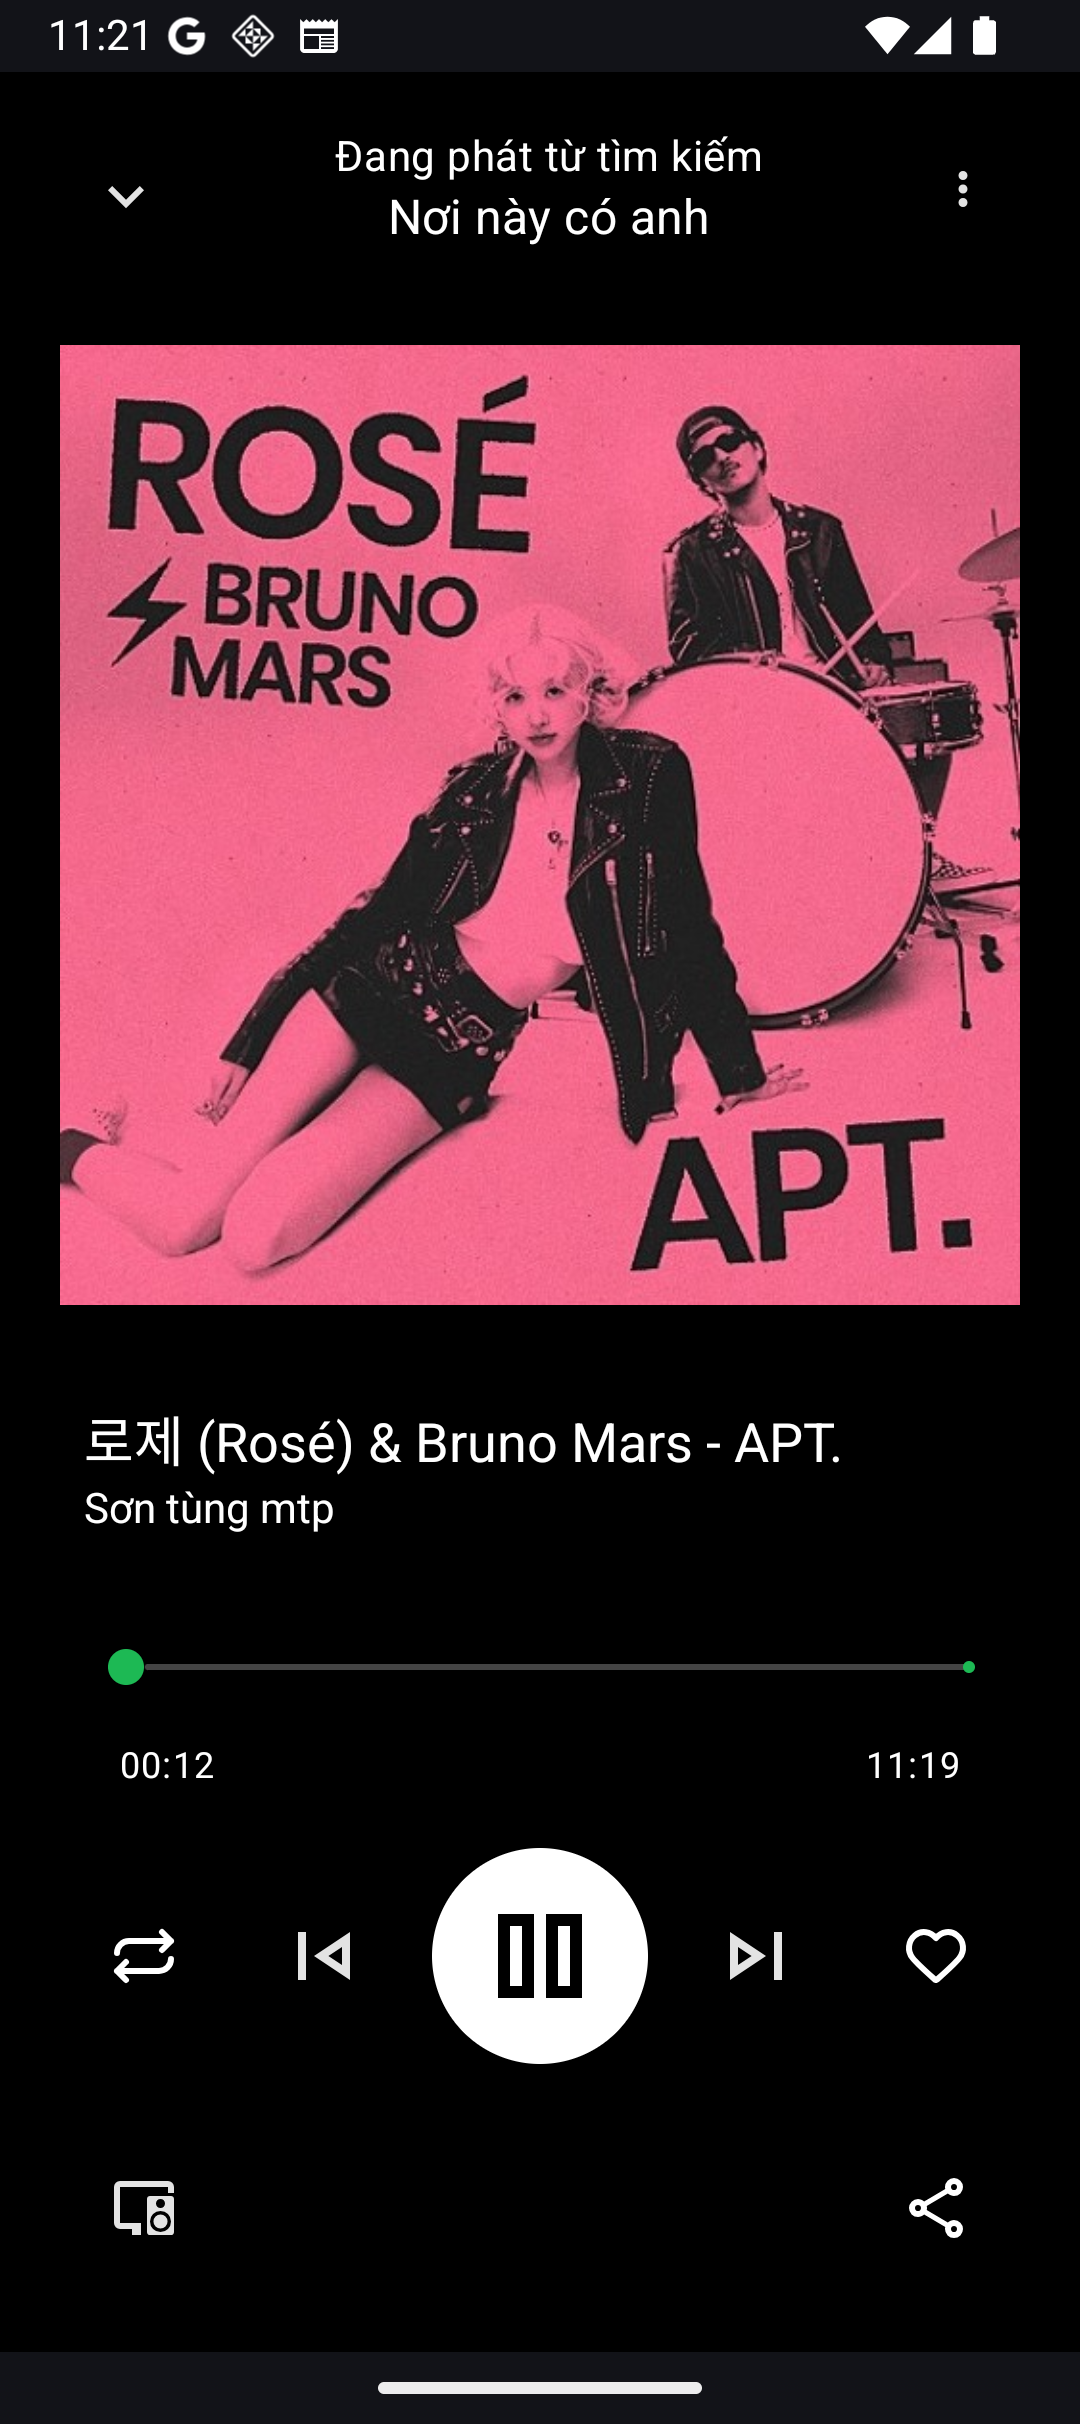 11:21
Đang phát từ tìm kiếm
Nơi này có anh
ROSÉ
BRUNO
MARS
APT.
로제 (Rosé) & Bruno Mars - APT.
Sơn tùng mtp
00:12
11:19